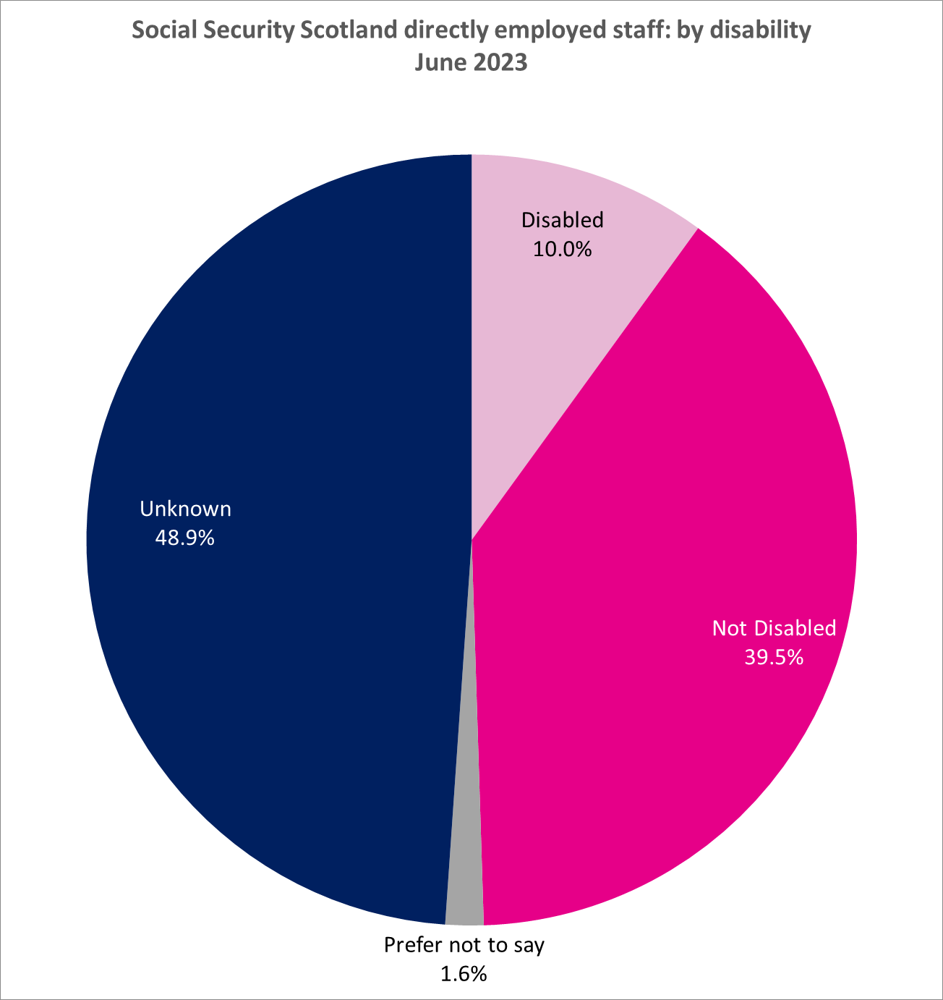 Social Security Scotland directly employed staff: by disability
June 2023
Disabled
10.0%
Unknown
48.9%
Not Disabled
39.5%
Prefer not to say
1.6%